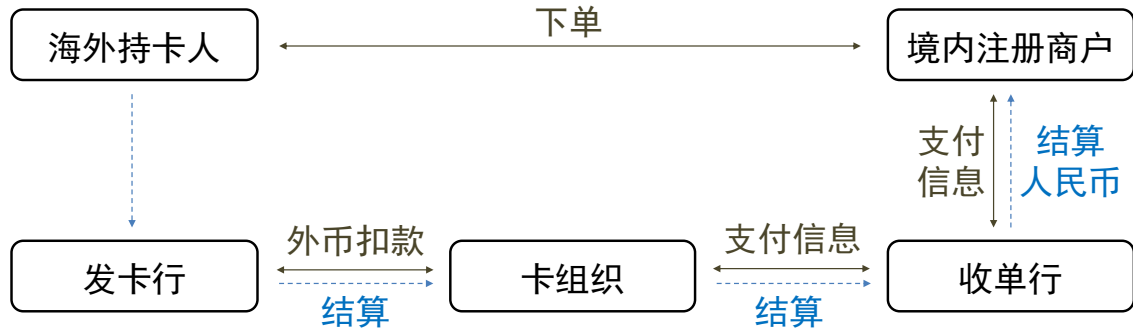 下单
海外持卡人
境内注册商户
支付
信息
结算
人民币
外币扣款
支付信息
发卡行
卡组织
收单行
结算
结算